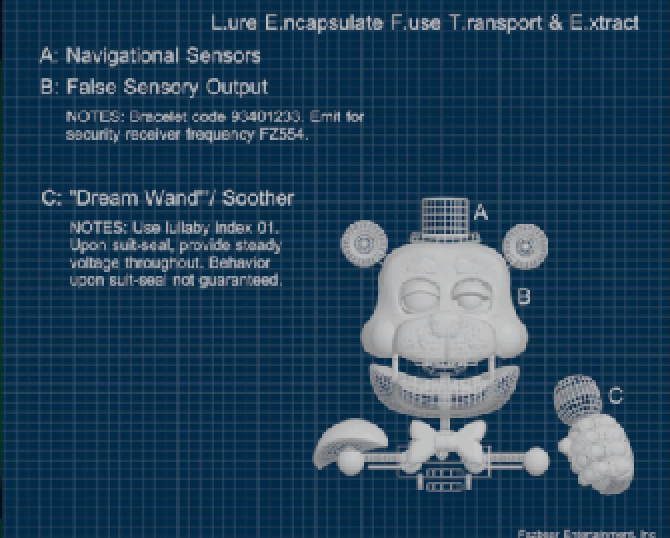 L.ure E.ncapsulate F.use T.ransport & E.xtract
A: Navigational Sensors
B: False Sensory Output
NOTES: Bracelet code 93401233. Emit for
security receiver frequency FZ554.
C: "Dream Wand"/ Soother
NOTES: Use lullaby index 01.
Upon suit-seal, provide steady
voltage throughout. Behavior
upon suit-seal not guaranteed.
A
B
C
Fazbear Entertainment, Inc